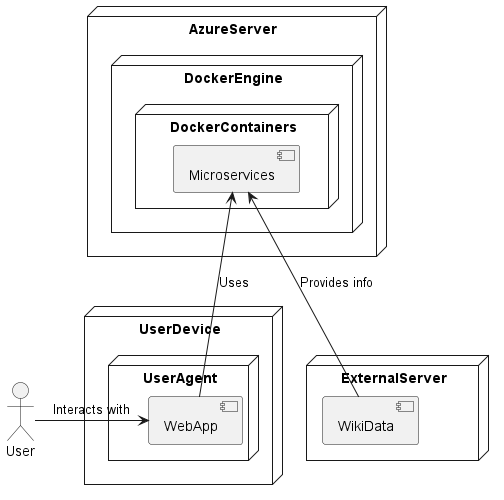 AzureServer
DockerEngine
DockerContainers
Microservices
Uses
Provides info
UserDevice
UserAgent
ExternalServer
Interacts with
WebApp
WikiData
User